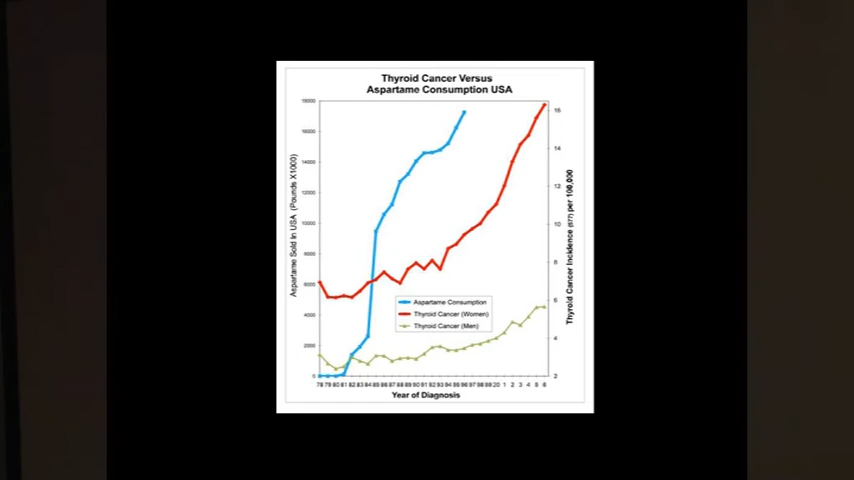 Thyroid Cancer Versus
Aspartame Consumption USA
Aspartame Sold In USA (Pounds X1000)
18000
16000
14000
12000
10000
8000
6000
4000
2000
0
16
14
12
10
8
6
4
2
Thyroid Cancer Incidence per 100,000
Aspartame Consumption
Thyroid Cancer (Women)
Thyroid Cancer (Men)
78 79 80 81 82 83 84 85 86 87 88 89 90 91 92 93 94 95 96 97 98 99 20 1 2 3 4 5 6
Year of Diagnosis